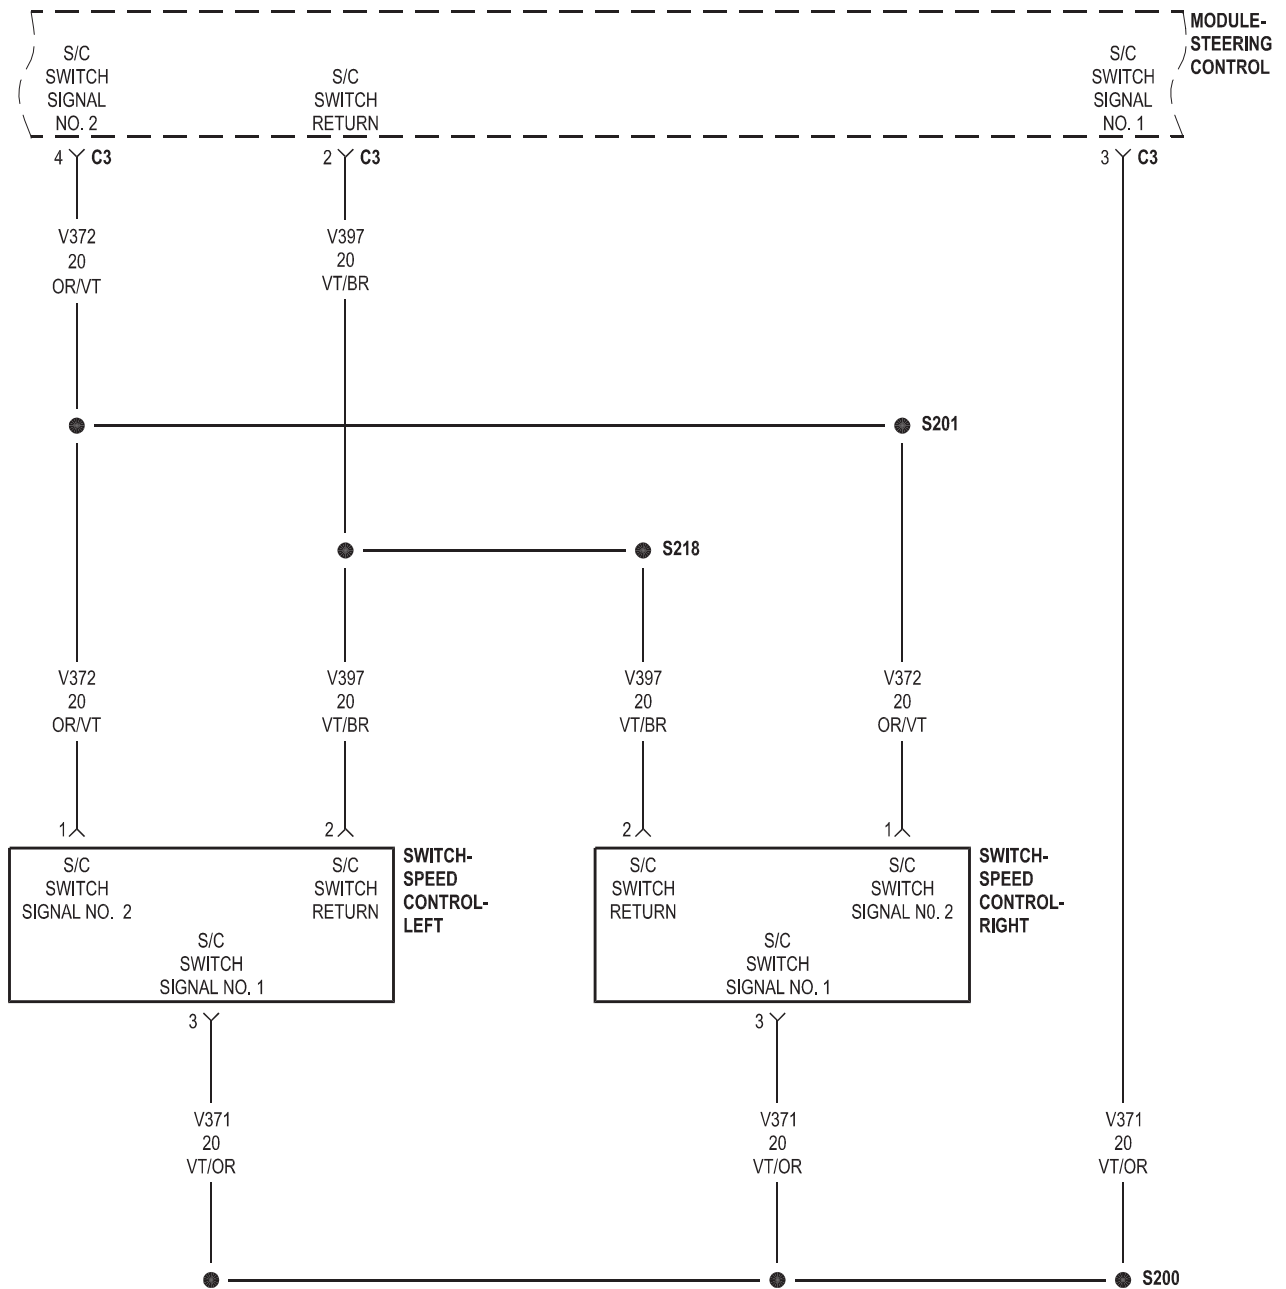 MODULE-
STEERING
CONTROL
S/C
SWITCH
SIGNAL
NO. 2
S/C
SWITCH
RETURN
S/C
SWITCH
SIGNAL
NO. 1
4 C3
2 C3
3 C3
V372
20
OR/VT
V397
20
VT/BR
S201
S218
V372
20
OR/VT
V397
20
VT/BR
V397
20
VT/BR
V372
20
OR/VT
1
2
2
1
S/C
SWITCH
SIGNAL NO. 2
S/C
SWITCH
RETURN
S/C
SWITCH
SIGNAL NO. 1
SWITCH-
SPEED
CONTROL-
LEFT
S/C
SWITCH
RETURN
S/C
SWITCH
SIGNAL N0. 2
S/C
SWITCH
SIGNAL NO. 1
SWITCH-
SPEED
CONTROL-
RIGHT
3
3
V371
20
VT/OR
V371
20
VT/OR
V371
20
VT/OR
S200